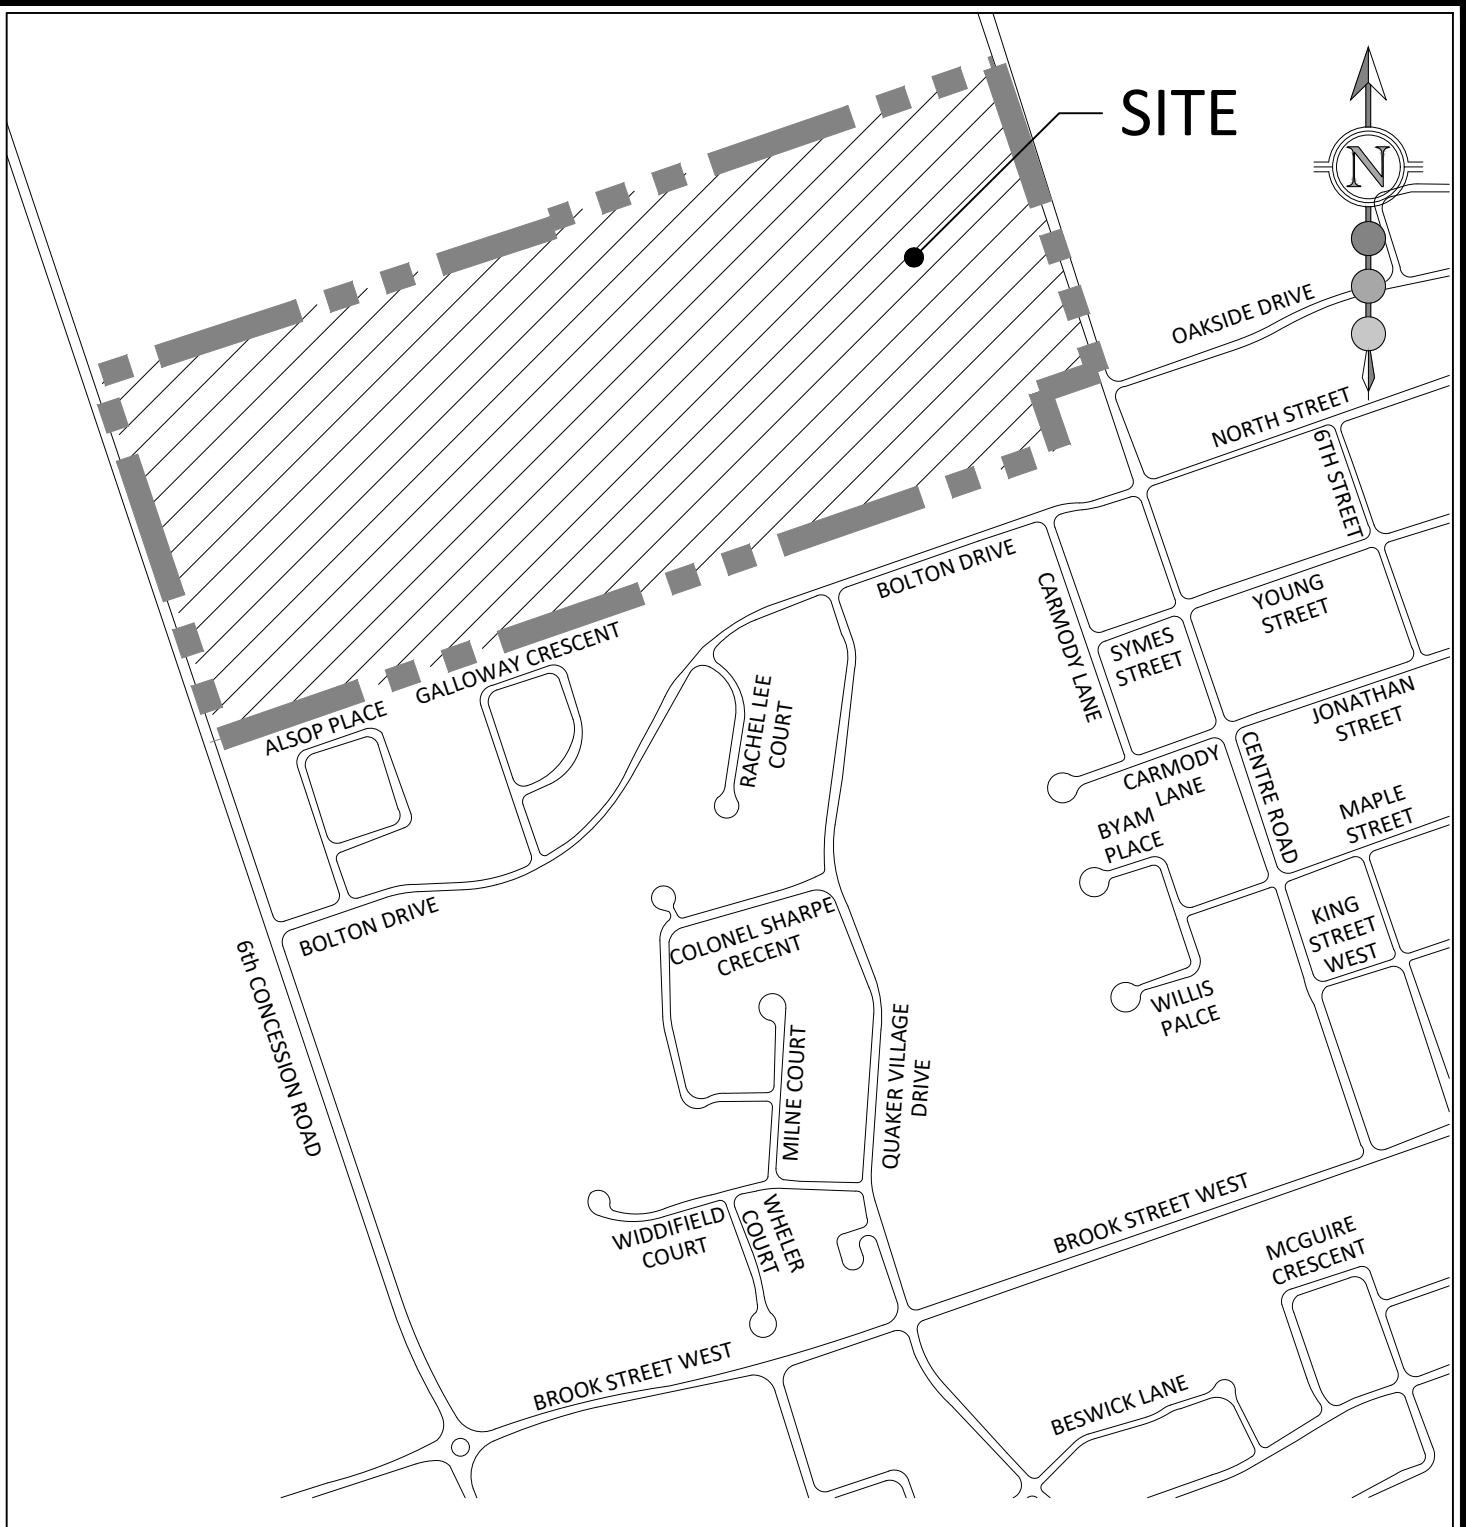 SITE
N
OAKSIDE DRIVE
NORTH STREET
6TH STREET
BOLTON DRIVE
CARMODY LANE
YOUNG
STREET
SYMES
STREET
GALLOWAY CRESCENT
ALSOP PLACE
RACHEL LEE
COURT
JONATHAN
STREET
CARMODY
LANE
CENTRE ROAD
MAPLE
STREET
BYAM
PLACE
BOLTON DRIVE
COLONEL SHARPE
CRECENT
KING
STREET
WEST
6th CONCESSION ROAD
WILLIS
PALCE
MILNE COURT
QUAKER VILLAGE
DRIVE
WIDDIFIELD
COURT
WHELER
COURT
BROOK STREET WEST
MCGUIRE
CRESCENT
BROOK STREET WEST
BESWICK LANE